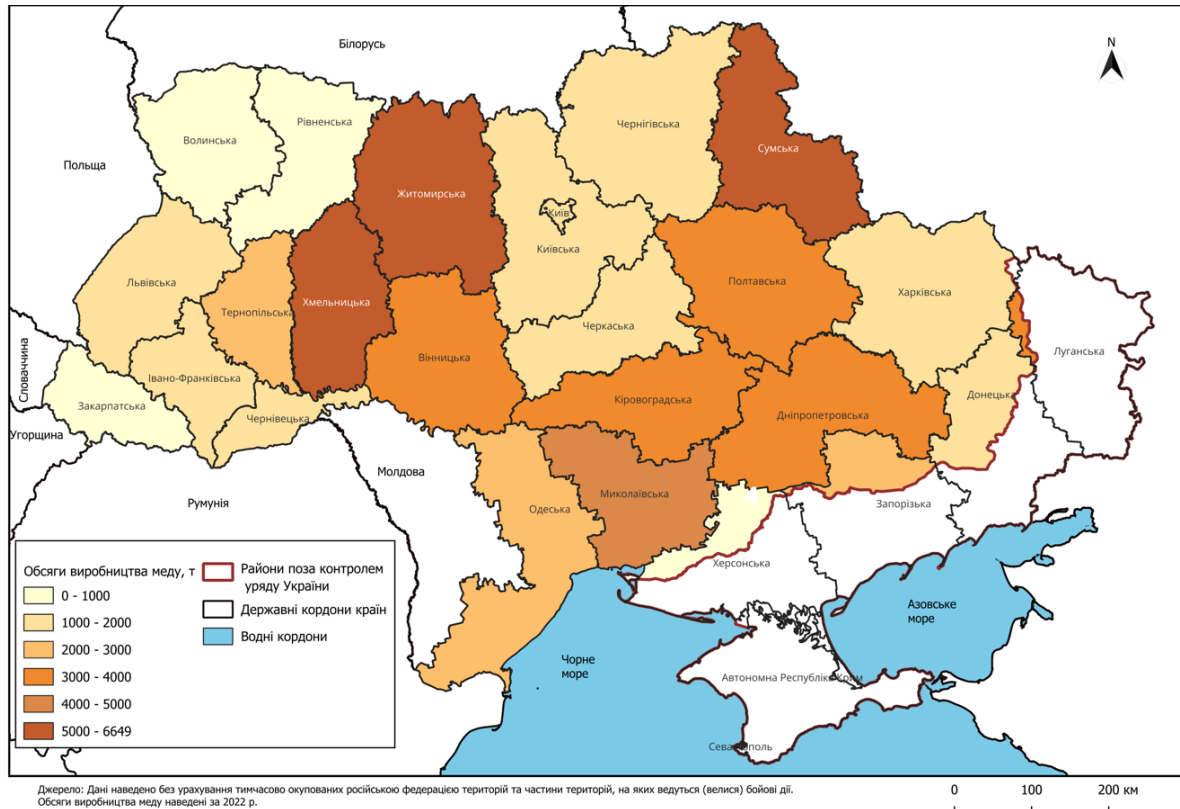 Білорусь
N
Чернігівська
Волинська
Рівненська
Сумська
Польща
Житомирська
Київ
Київська
Львівська
Полтавська
Харківська
Хмельницька
Тернопільська
Черкаська
Луганська
Вінницька
Словаччина
Івано-Франківська
Донецька
Закарпатська
Кіровоградська
Дніпропетровська
Чернівецька
Угорщина
Молдова
Миколаївська
Румунія
Одеська
Запорізька
Херсонська
Азовське
море
Чорне
море
Автономна Республіка Крим
Севастополь
Обсяги виробництва меду, т
0 - 1000
1000 - 2000
2000 - 3000
3000 - 4000
4000 - 5000
5000 - 6649
Райони поза контролем
уряду України
Державні кордони країн
Водні кордони
Джерело: Дані наведено без урахування тимчасово окупованих російською федерацією територій та частини територій, на яких ведуться (велися) бойові дії.
Обсяги виробництва меду наведені за 2022 р.
0 100 200 км